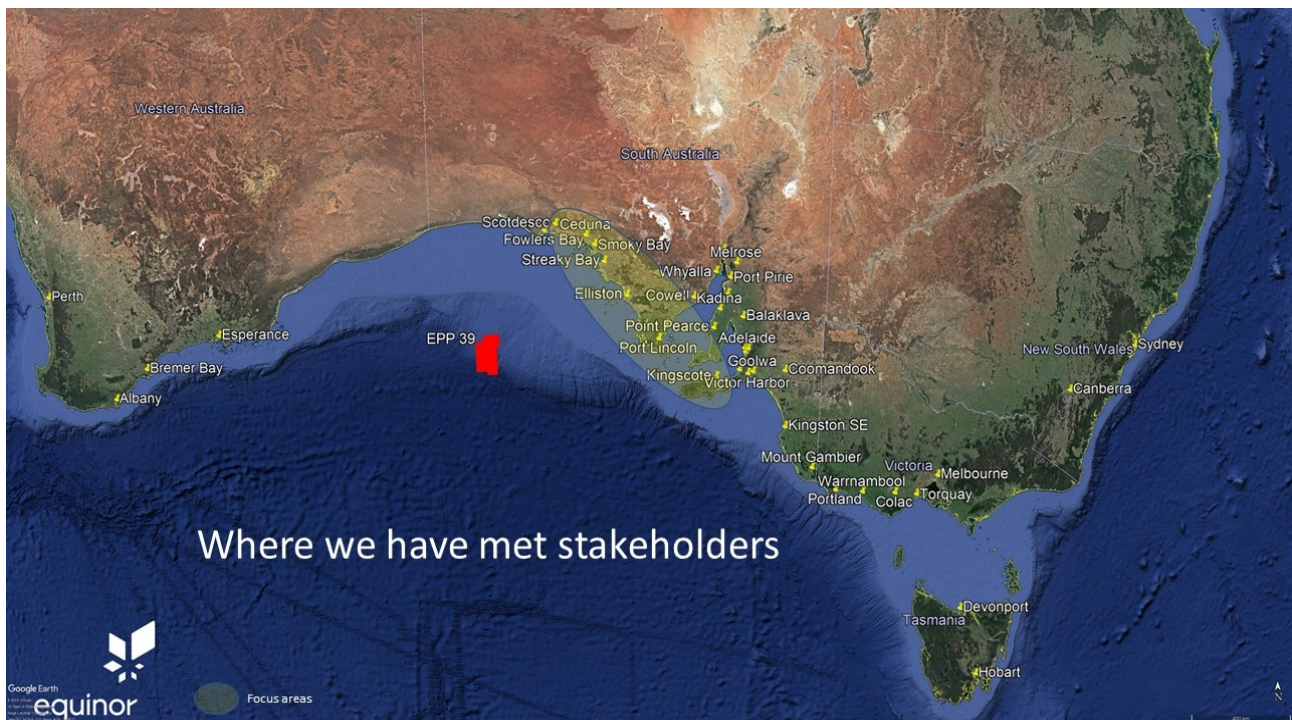 Western Australia
South Australia
Scotdesco
Ceduna
Fowlers Bay
Smoky Bay
Streaky Bay
Melrose
Whyalla
Port Pirie
Elliston
Cowell
Kadina
Perth
Balaklava
Point Pearce
Esperance
EPP 39
Adelaide
Port Lincoln
New South Wales
Sydney
Goolwa
Bremer Bay
Kingscote
Coomandook
Victor Harbor
Canberra
Albany
Kingston SE
Mount Gambier
Victoria
Melbourne
Warrnambool
Portland
Colac
Torquay
Where we have met stakeholders
Devonport
Tasmania
Hobart
Google Earth
equinor
Focus areas
N